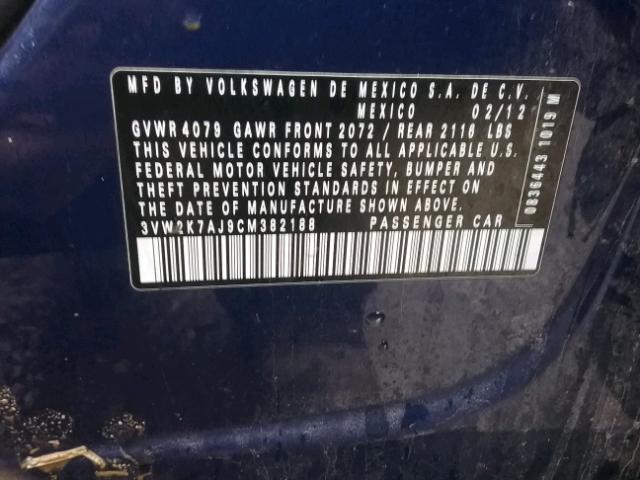 MFD BY VOLKSWAGEN DE MEXICO S.A. DE C.V.
MEXICO 02/12
GVWR 4079 GAWR FRONT 2072 / REAR 2116 LBS
THIS VEHICLE CONFORMS TO ALL APPLICABLE U.S.
FEDERAL MOTOR VEHICLE SAFETY, BUMPER AND
THEFT PREVENTION STANDARDS IN EFFECT ON
THE DATE OF MANUFACTURE SHOWN ABOVE.
3VW2K7AJ9CM382188 PASSENGER CAR
0836443 1019 M